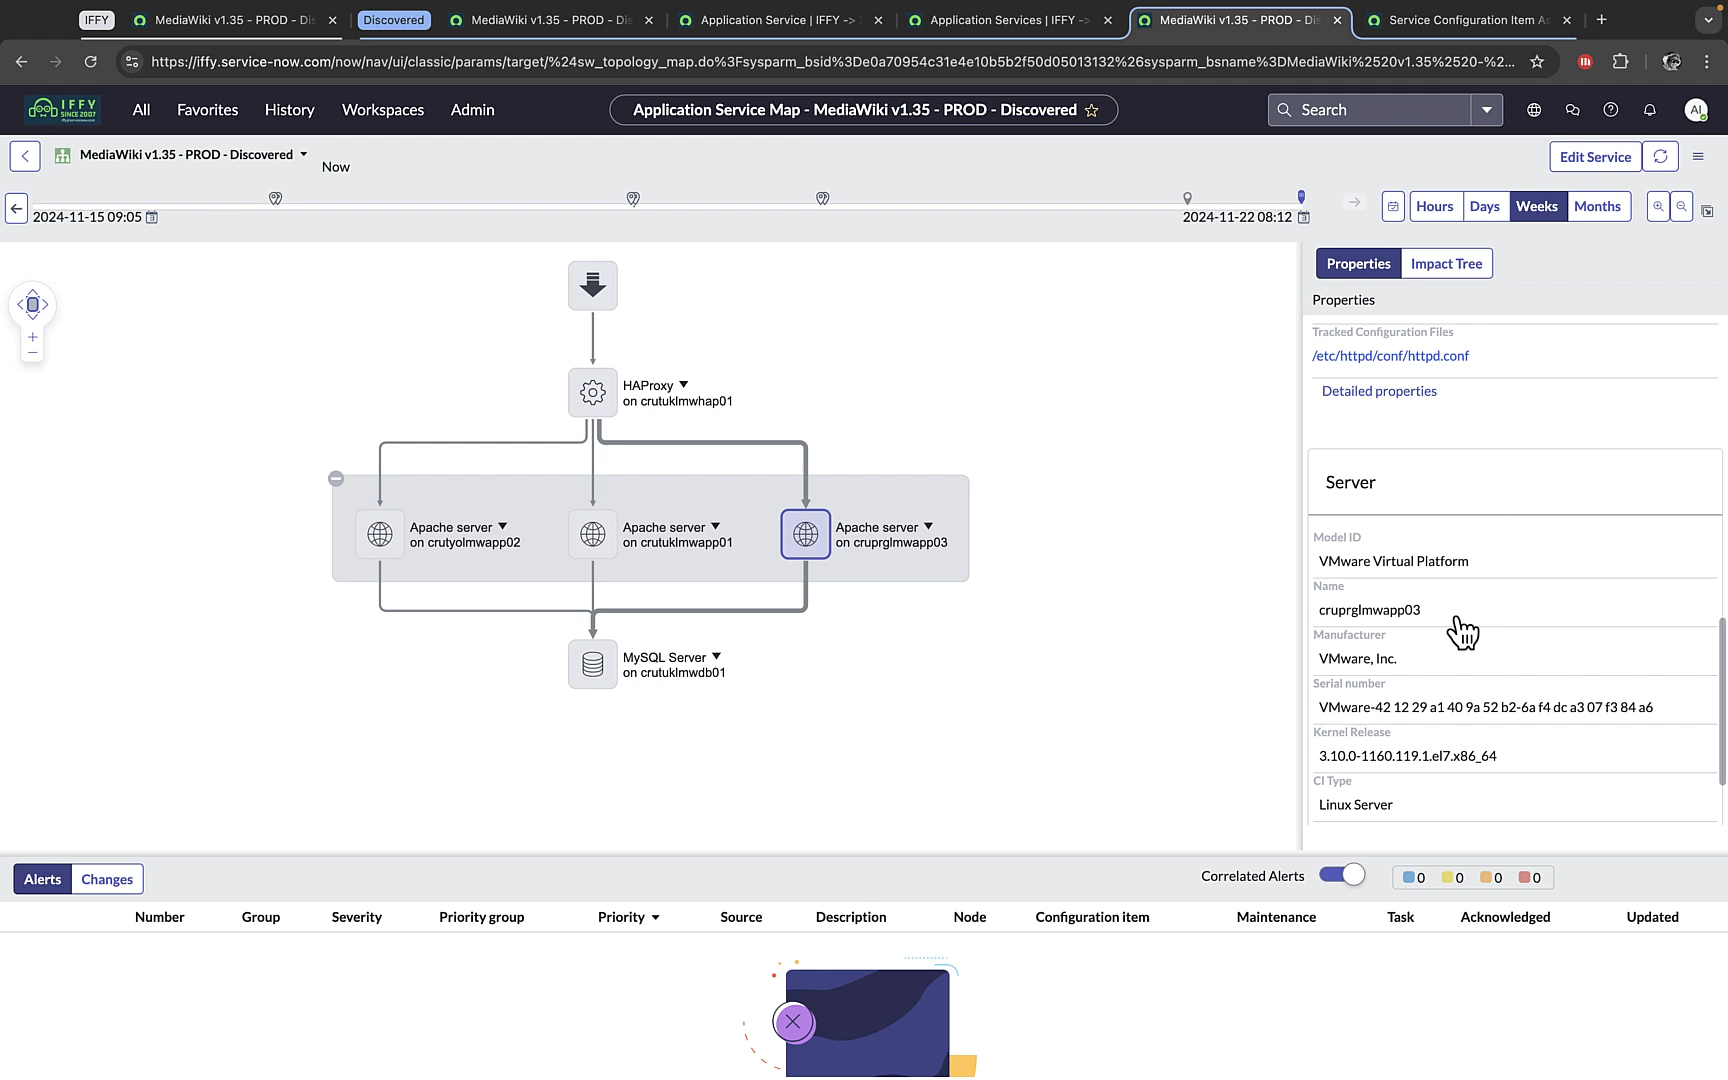 IFFY
MediaWiki v1.35 - PROD - Dis
Discovered
MediaWiki v1.35 - PROD - Dis
Application Service | IFFY ->
Application Services | IFFY ->
MediaWiki v1.35 - PROD - Dis
Service Configuration Item As
https://iffy.service-now.com/now/nav/ui/classic/params/target/%24sw_topology_map.do%3Fsysparm_bsid%3De0a70954c31e4e10b5b2f50d05013132%26sysparm_bsname%3DMediaWiki%2520v1.35%2520-%2...
IFFY
SINCE 2007
All
Favorites
History
Workspaces
Admin
Application Service Map - MediaWiki v1.35 - PROD - Discovered
Search
AI
MediaWiki v1.35 - PROD - Discovered
Now
Edit Service
2024-11-15 09:05
2024-11-22 08:12
Hours
Days
Weeks
Months
HAProxy
on crutuklmwhap01
Apache server
on crutyolmwapp02
Apache server
on crutuklmwapp01
Apache server
on cruprglmwapp03
MySQL Server
on crutuklmwdb01
Properties
Impact Tree
Properties
Tracked Configuration Files
/etc/httpd/conf/httpd.conf
Detailed properties
Server
Model ID
VMware Virtual Platform
Name
cruprglmwapp03
Manufacturer
VMware, Inc.
Serial number
VMware-42 12 29 a1 40 9a 52 b2-6a f4 dc a3 07 f3 84 a6
Kernel Release
3.10.0-1160.119.1.el7.x86_64
CI Type
Linux Server
Alerts
Changes
Correlated Alerts
0
0
0
0
Number
Group
Severity
Priority group
Priority
Source
Description
Node
Configuration item
Maintenance
Task
Acknowledged
Updated